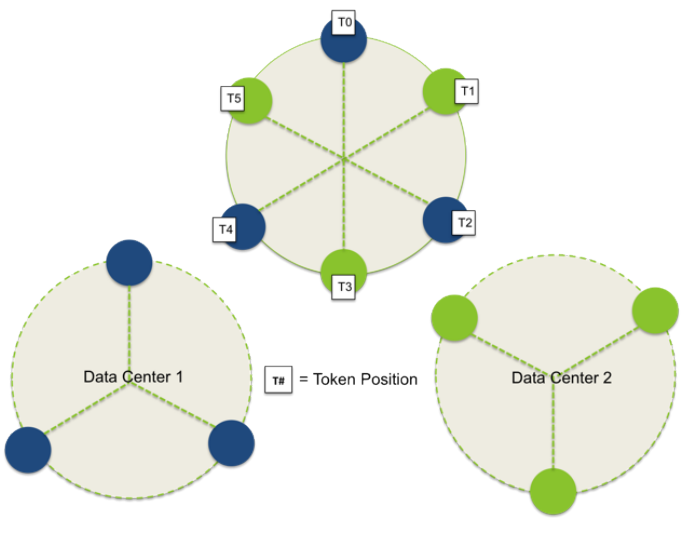 T0
T5
T1
T4
T2
T3
Data Center 1
T# = Token Position
Data Center 2